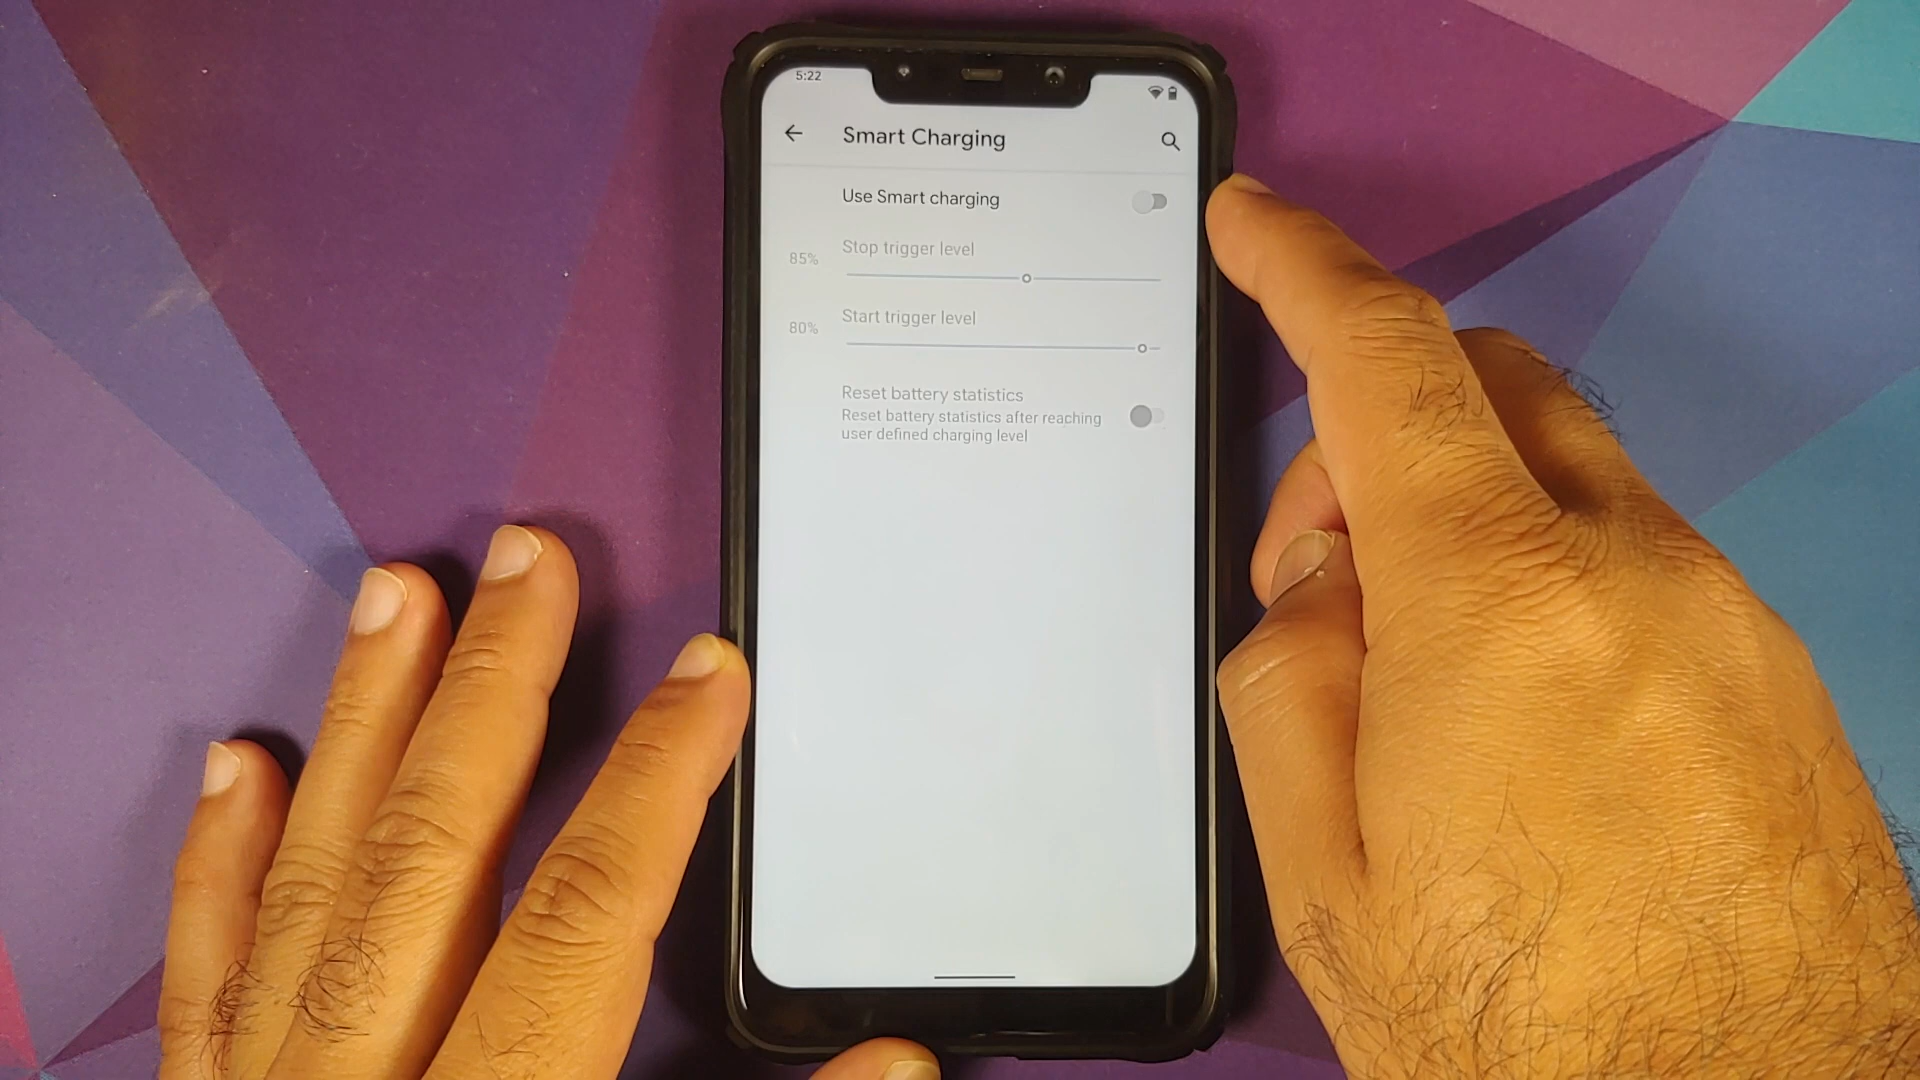 5:22
Smart Charging
Use Smart charging
Stop trigger level
85%
Start trigger level
80%
Reset battery statistics
Reset battery statistics after reaching
user defined charging level